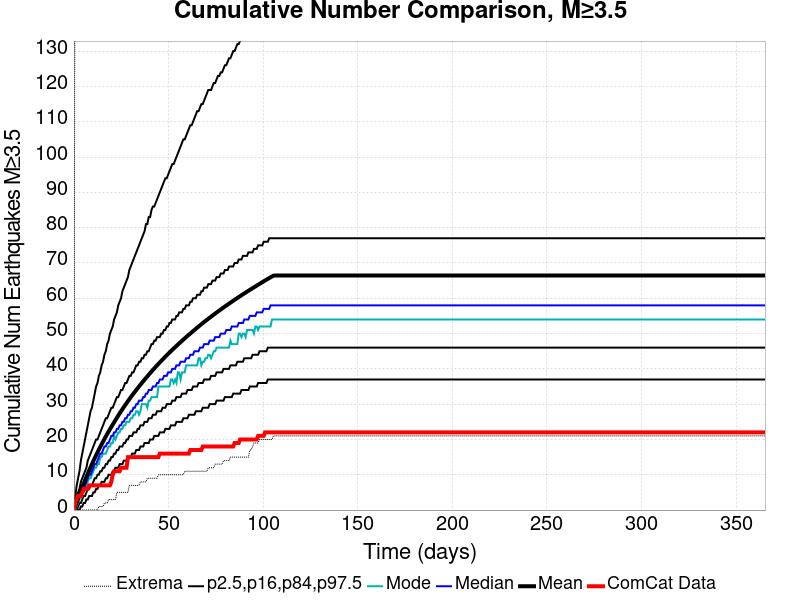 Cumulative Number Comparison, M≥3.5
Cumulative Num Earthquakes M≥3.5
130
120
110
100
90
80
70
60
50
40
30
20
10
0
0 50 100 150 200 250 300 350
Time (days)
Extrema p2.5,p16,p84,p97.5 Mode Median Mean ComCat Data